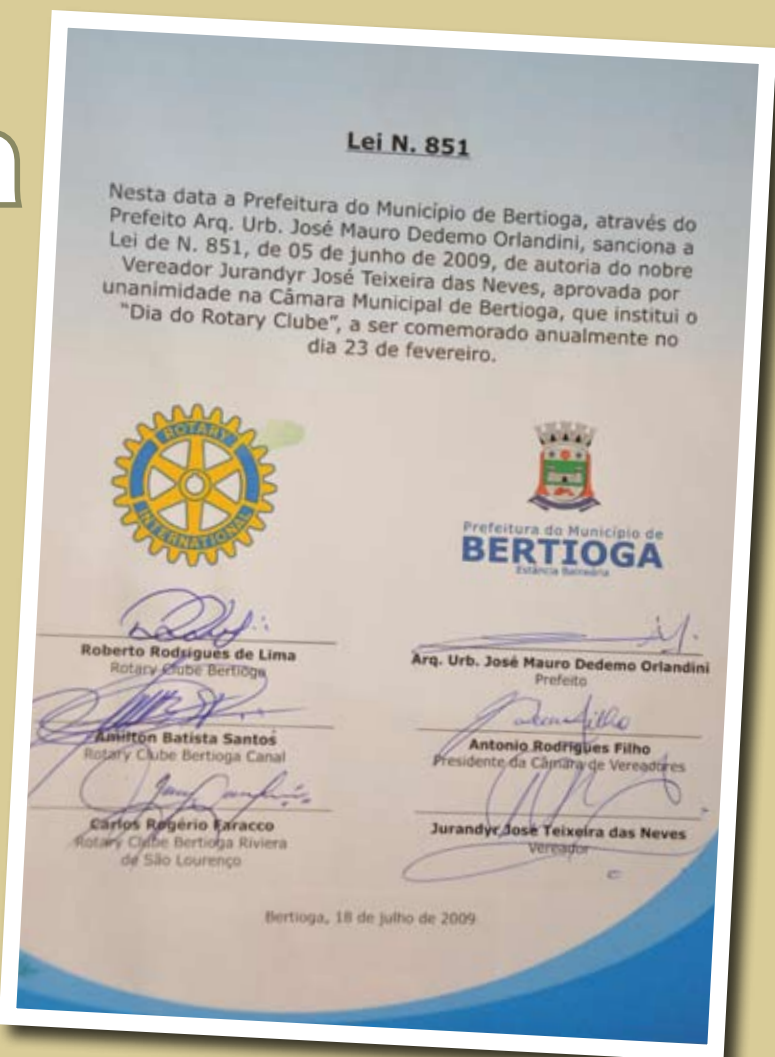 Lei N. 851
Nesta data a Prefeitura do Município de Bertioga, através do
Prefeito Arq. Urb. José Mauro Dedemo Orlandini, sanciona a
Lei de N. 851, de 05 de junho de 2009, de autoria do nobre
Vereador Jurandyr José Teixeira das Neves, aprovada por
unanimidade na Câmara Municipal de Bertioga, que institui o
"Dia do Rotary Clube", a ser comemorado anualmente no
dia 23 de fevereiro.
ROTARY
INTERNATIONAL
Prefeitura do Município de
BERTIOGA
Estância Balneária
Roberto Rodrigues de Lima
Rotary Clube Bertioga
Arq. Urb. José Mauro Dedemo Orlandini
Prefeito
Amilton Batista Santos
Rotary Clube Bertioga Canal
Antonio Rodrigues Filho
Presidente da Câmara de Vereadores
Carlos Rogério Faracco
Rotary Clube Bertioga Riviera
de São Lourenço
Jurandyr José Teixeira das Neves
Vereador
Bertioga, 18 de julho de 2009